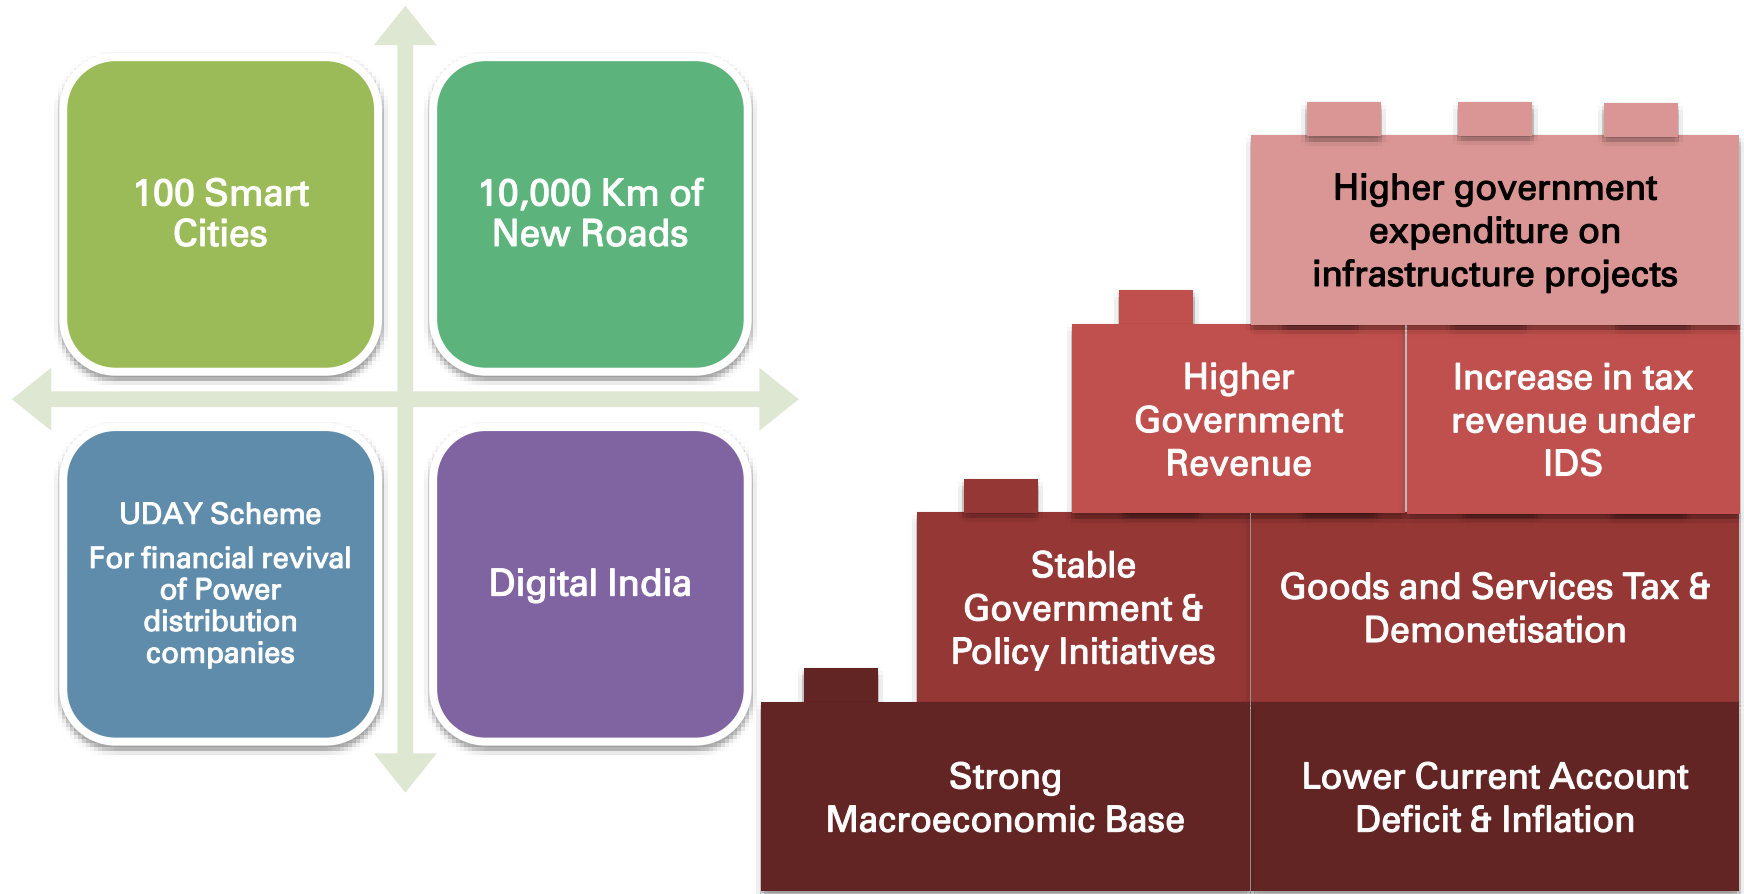 100 Smart
Cities
10,000 Km of
New Roads
UDAY Scheme
For financial revival
of Power
distribution
companies
Digital India
Higher government
expenditure on
infrastructure projects
Higher
Government
Revenue
Increase in tax
revenue under
IDS
Stable
Government &
Policy Initiatives
Goods and Services Tax &
Demonetisation
Strong
Macroeconomic Base
Lower Current Account
Deficit & Inflation